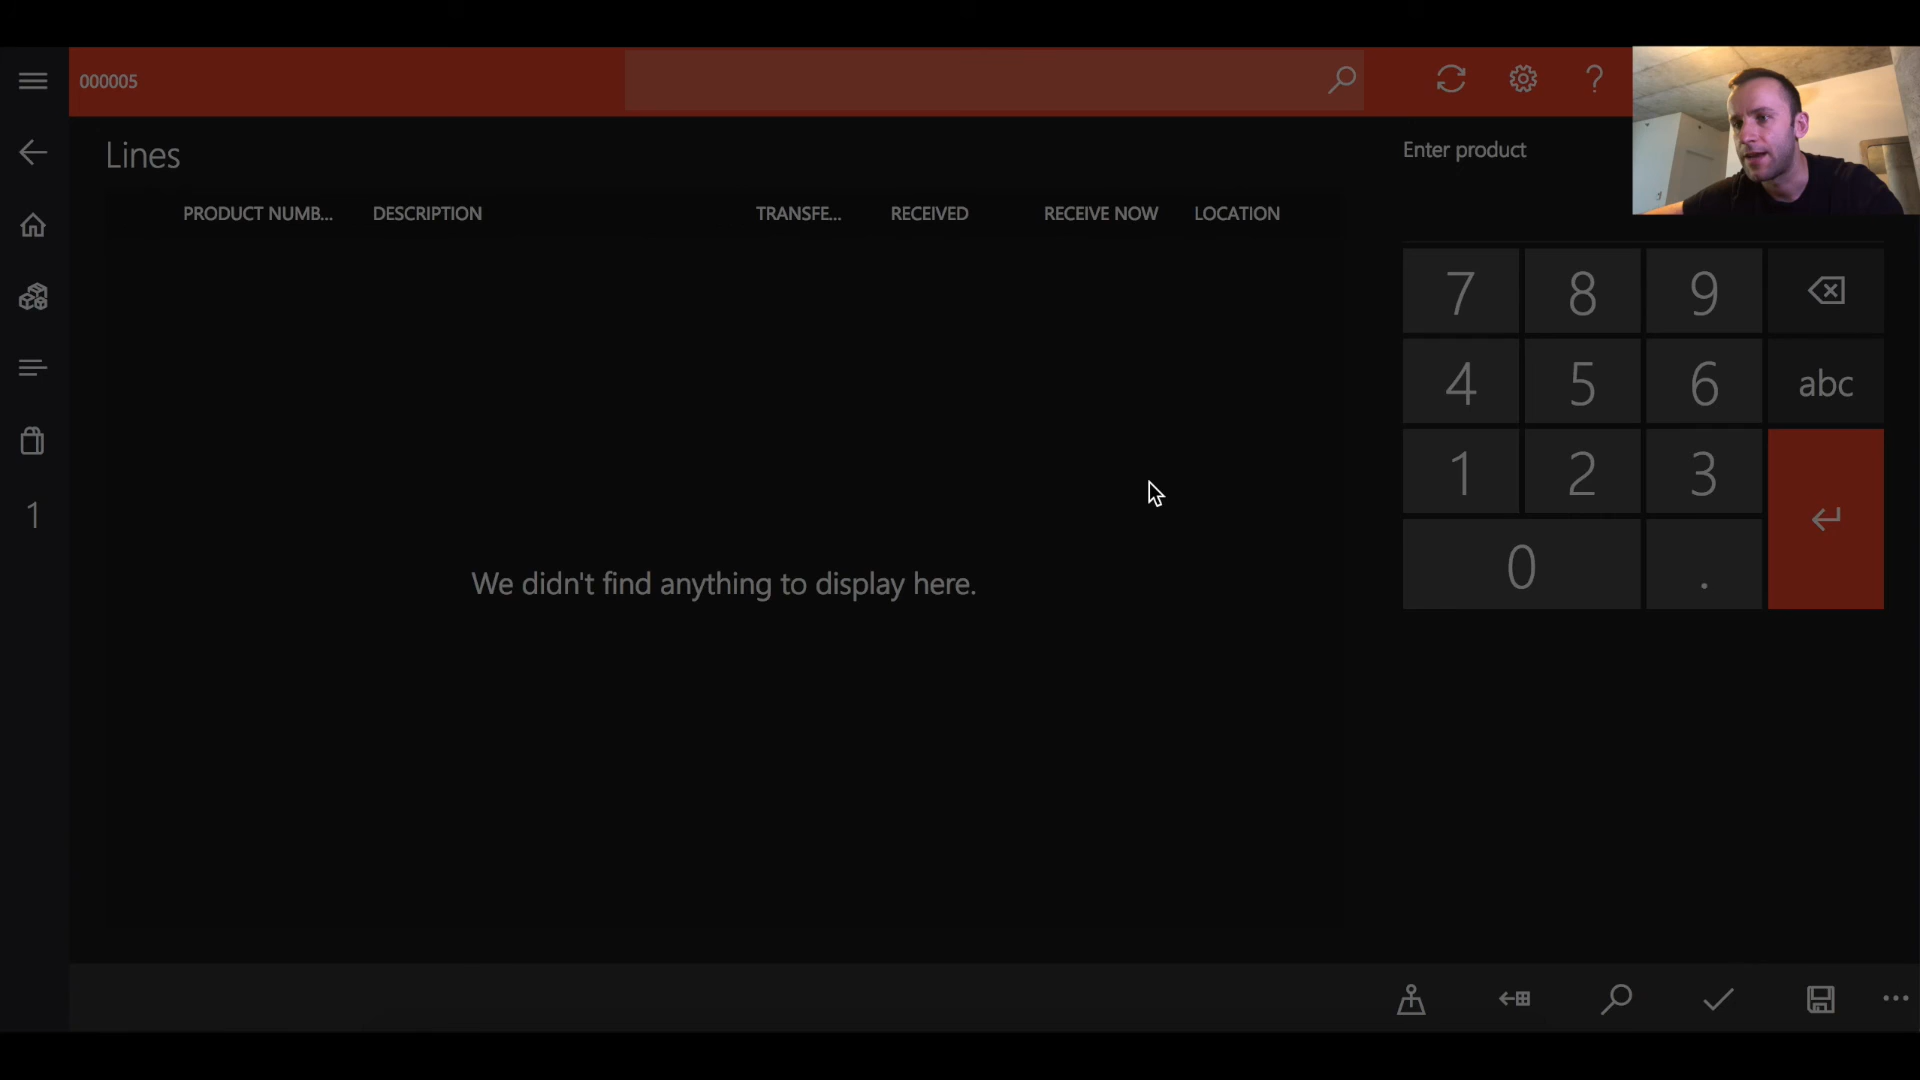 000005
Lines
Enter product
PRODUCT NUMB... DESCRIPTION TRANSFE... RECEIVED RECEIVE NOW LOCATION
7 8 9
4 5 6 abc
1 2 3
0 .
1
We didn't find anything to display here.